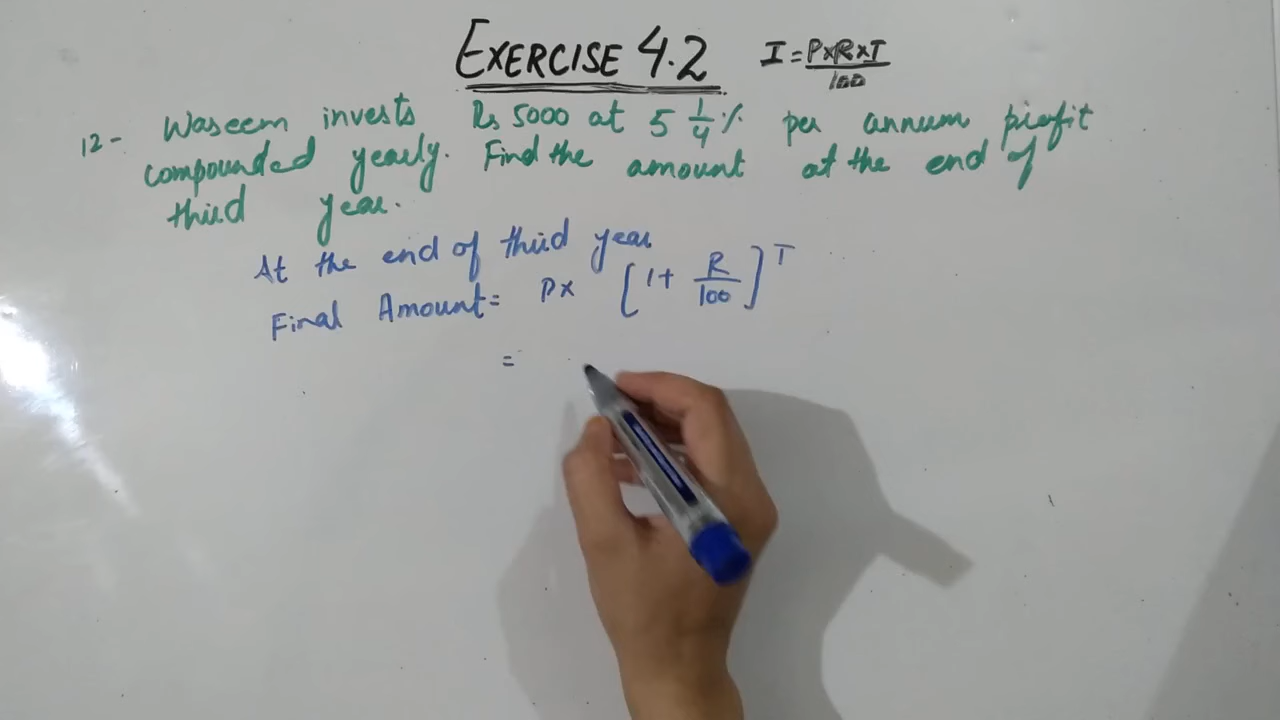 EXERCISE 4.2 I = P×R×T/100
12- Waseem invests Rs 5000 at 5 1/4 % per annum profit
compounded yearly. Find the amount at the end of
third year.
At the end of third year
Final Amount = P× [1 + R/100]^T
=